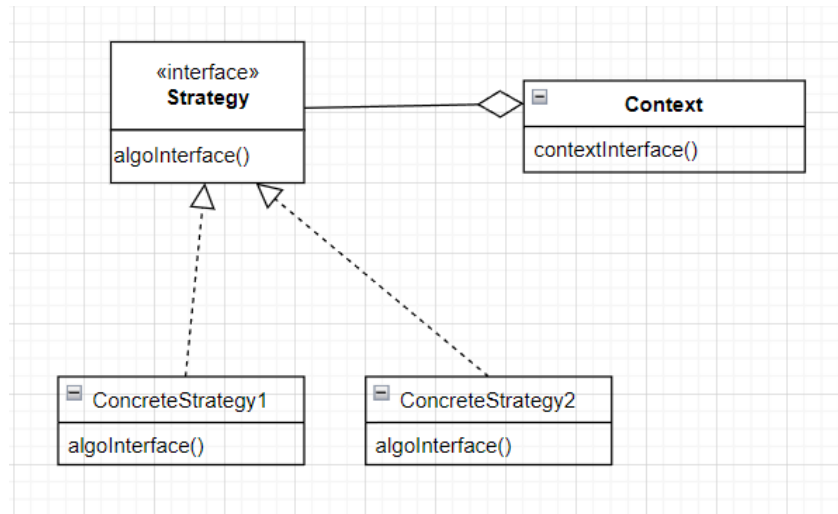 «interface»
Strategy
algoInterface()
Context
contextInterface()
ConcreteStrategy1
algoInterface()
ConcreteStrategy2
algoInterface()